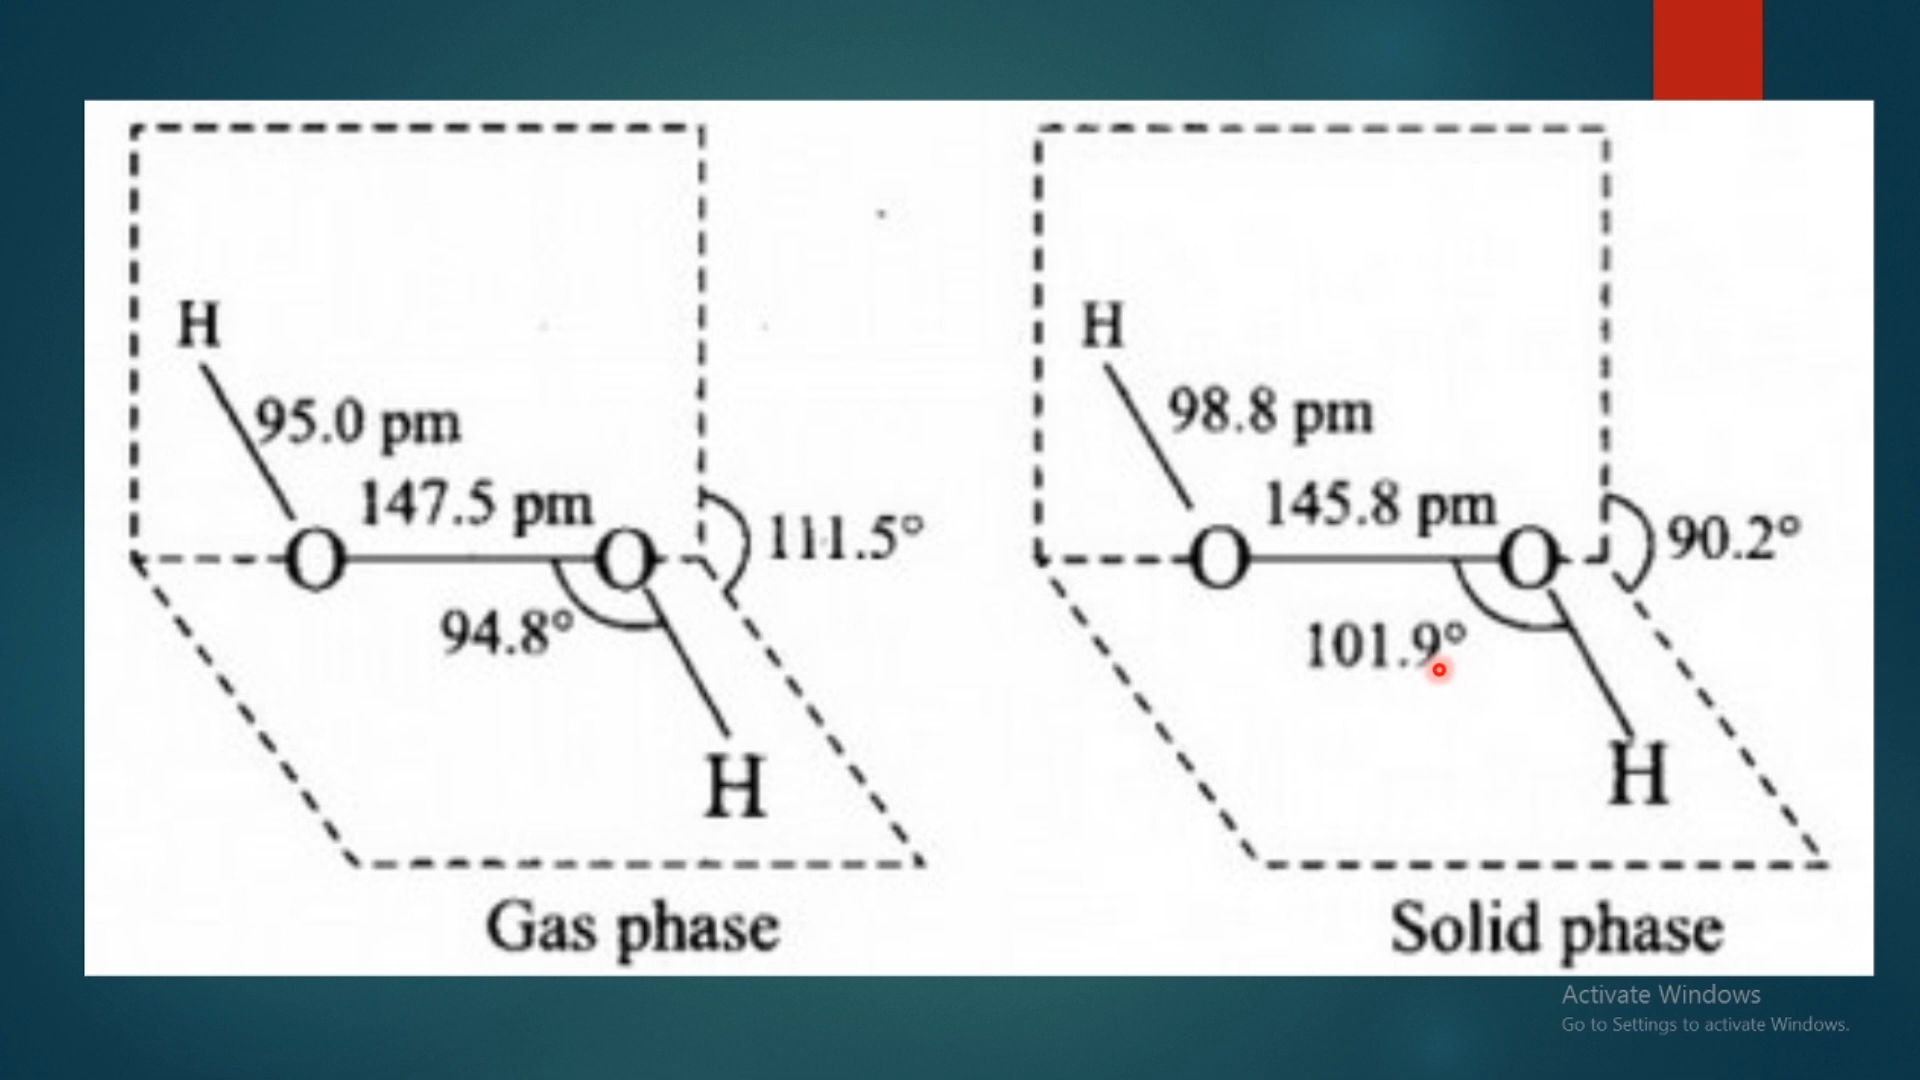 H
95.0 pm
147.5 pm
O
O
111.5°
94.8°
H
Gas phase
H
98.8 pm
145.8 pm
O
O
90.2°
101.9°
H
Solid phase
Activate Windows
Go to Settings to activate Windows.